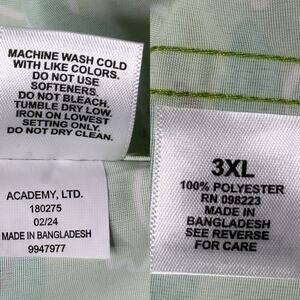 MACHINE WASH COLD
WITH LIKE COLORS.
DO NOT USE
SOFTENERS.
DO NOT BLEACH.
TUMBLE DRY LOW.
IRON ON LOWEST
SETTING ONLY.
DO NOT DRY CLEAN.
ACADEMY, LTD.
180275
02/24
MADE IN BANGLADESH
9947977
3XL
100% POLYESTER
RN 098223
MADE IN
BANGLADESH
SEE REVERSE
FOR CARE